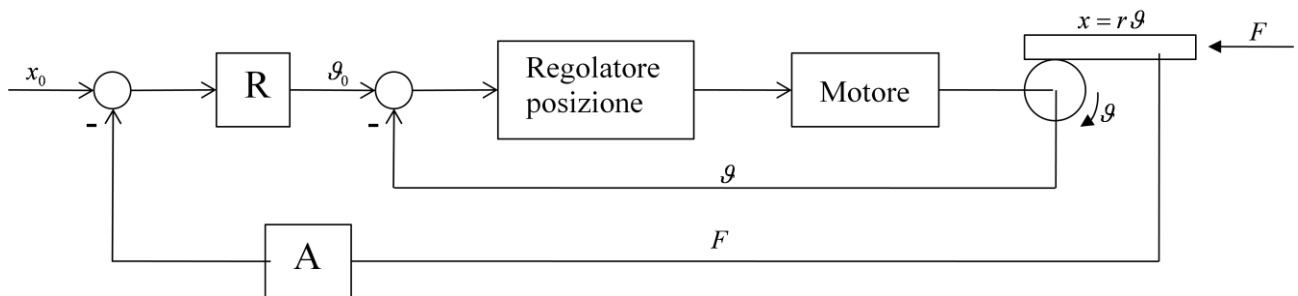 x = rϑ
F
x₀
-
R
ϑ₀
-
Regolatore
posizione
Motore
ϑ
ϑ
A
F